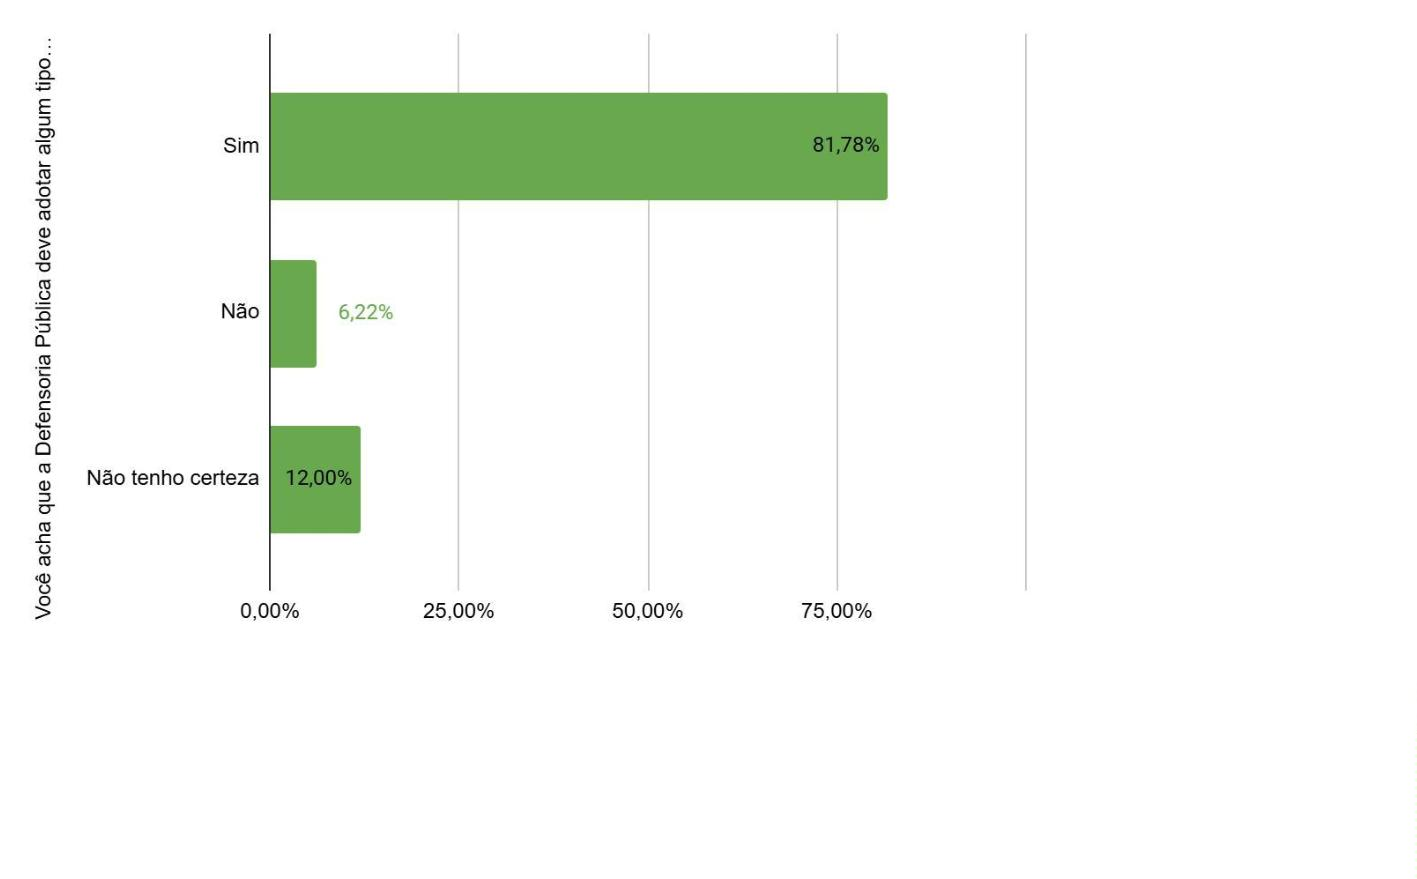 Você acha que a Defensoria Pública deve adotar algum tipo…
Sim
81,78%
Não
6,22%
Não tenho certeza
12,00%
0,00%
25,00%
50,00%
75,00%